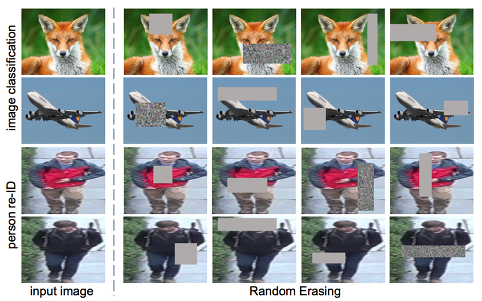 image classification
person re-ID
input image
Random Erasing